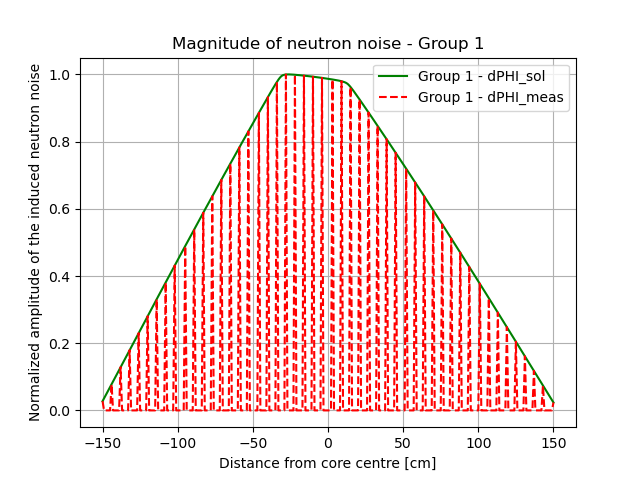 Magnitude of neutron noise - Group 1
Normalized amplitude of the induced neutron noise
1.0
0.8
0.6
0.4
0.2
0.0
Group 1 - dPHI_sol
Group 1 - dPHI_meas
−150
−100
−50
0
50
100
150
Distance from core centre [cm]